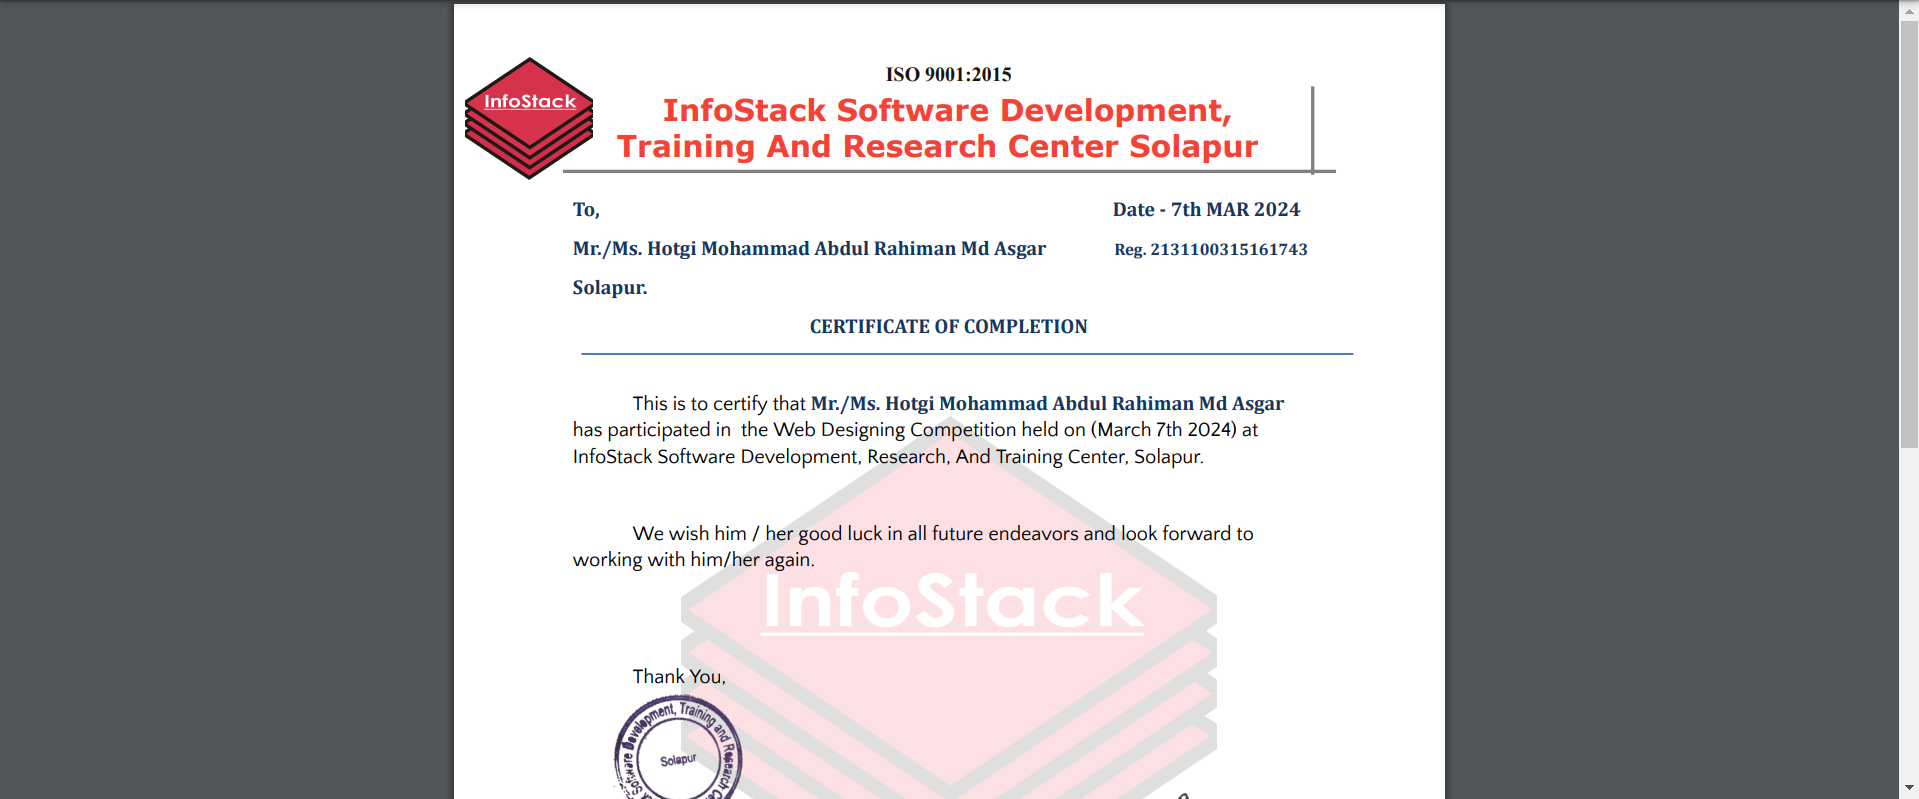 ISO 9001:2015
InfoStack
InfoStack Software Development,
Training And Research Center Solapur
To,
Date - 7th MAR 2024
Mr./Ms. Hotgi Mohammad Abdul Rahiman Md Asgar
Reg. 2131100315161743
Solapur.
CERTIFICATE OF COMPLETION
This is to certify that Mr./Ms. Hotgi Mohammad Abdul Rahiman Md Asgar
has participated in the Web Designing Competition held on (March 7th 2024) at
InfoStack Software Development, Research, And Training Center, Solapur.
We wish him / her good luck in all future endeavors and look forward to
working with him/her again.
InfoStack
Thank You,
Development, Training and Research
Solapur